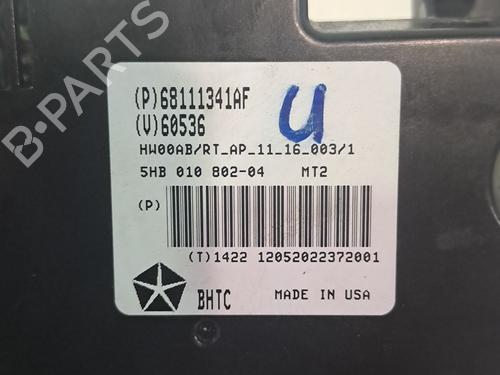 (P)68111341AF
(V)60536
U
HW00AB/RT_AP_11_16_003/1
5HB 010 802-04 MT2
(P)
(T)1422 12052022372001
BHTC MADE IN USA
B-PARTS